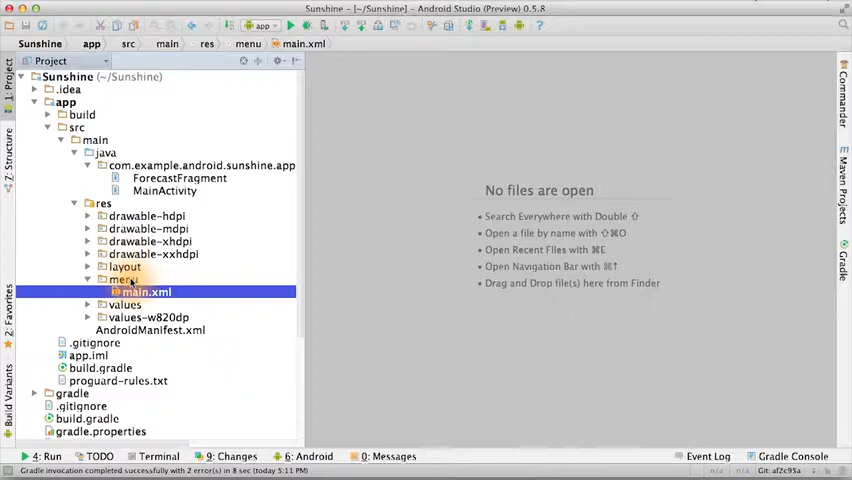 Sunshine - [~/Sunshine] - Android Studio (Preview) 0.5.8
app
Sunshine app src main res menu main.xml
Project
Sunshine (~/Sunshine)
.idea
app
build
src
main
java
com.example.android.sunshine.app
ForecastFragment
MainActivity
res
drawable-hdpi
drawable-mdpi
drawable-xhdpi
drawable-xxhdpi
layout
menu
main.xml
values
values-w820dp
AndroidManifest.xml
.gitignore
app.iml
build.gradle
proguard-rules.txt
gradle
.gitignore
build.gradle
gradle.properties
1: Project
7: Structure
2: Favorites
Build Variants
No files are open
• Search Everywhere with Double ⇧
• Open a file by name with ⇧⌘O
• Open Recent Files with ⌘E
• Open Navigation Bar with ⌘↑
• Drag and Drop file(s) here from Finder
Commander
Maven Projects
Gradle
4: Run TODO Terminal 9: Changes 6: Android 0: Messages Event Log Gradle Console
Gradle invocation completed successfully with 2 error(s) in 8 sec (today 5:11 PM) n/a n/a Git: af2c95a